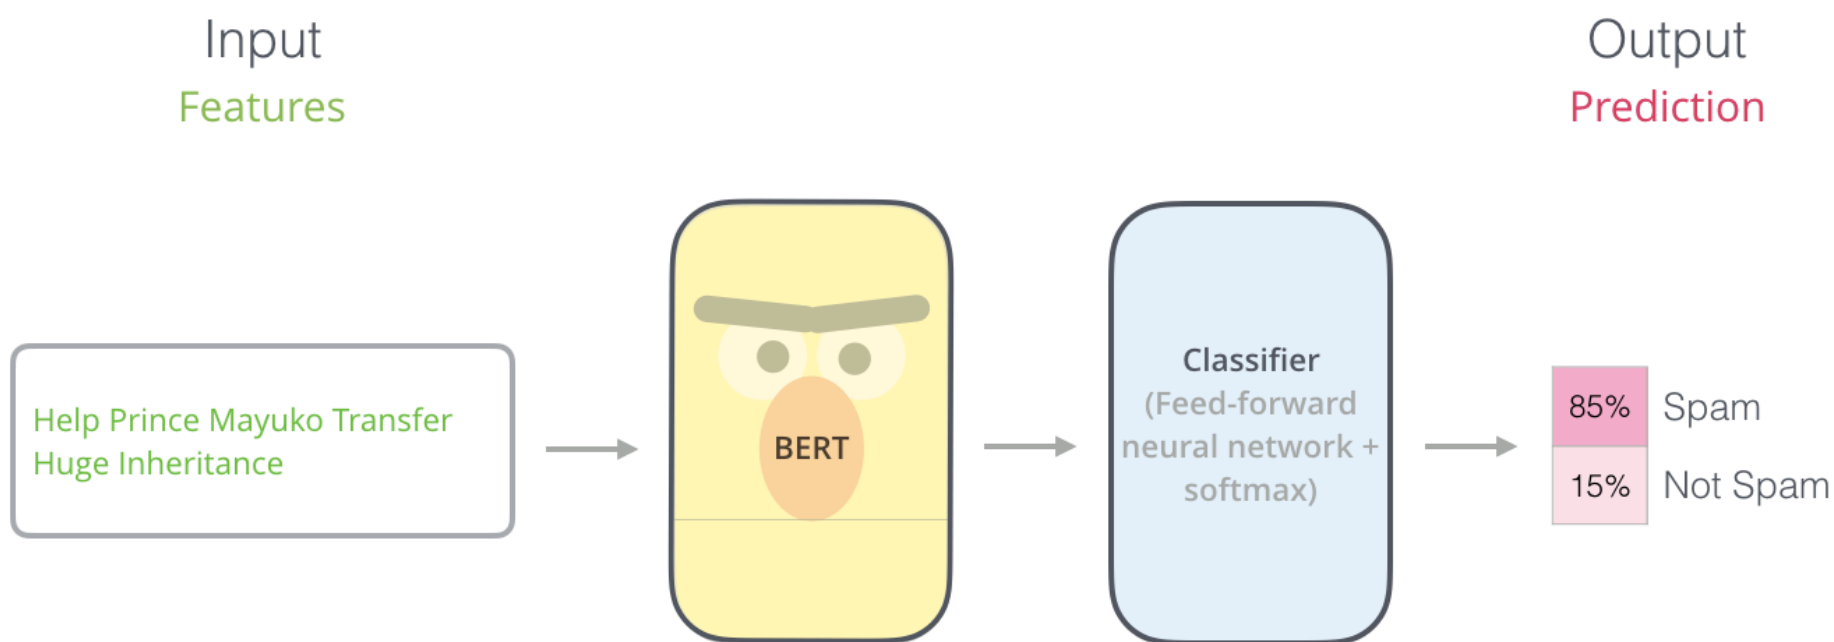 Input
Features
Output
Prediction
Help Prince Mayuko Transfer
Huge Inheritance
BERT
Classifier
(Feed-forward
neural network +
softmax)
85% Spam
15% Not Spam